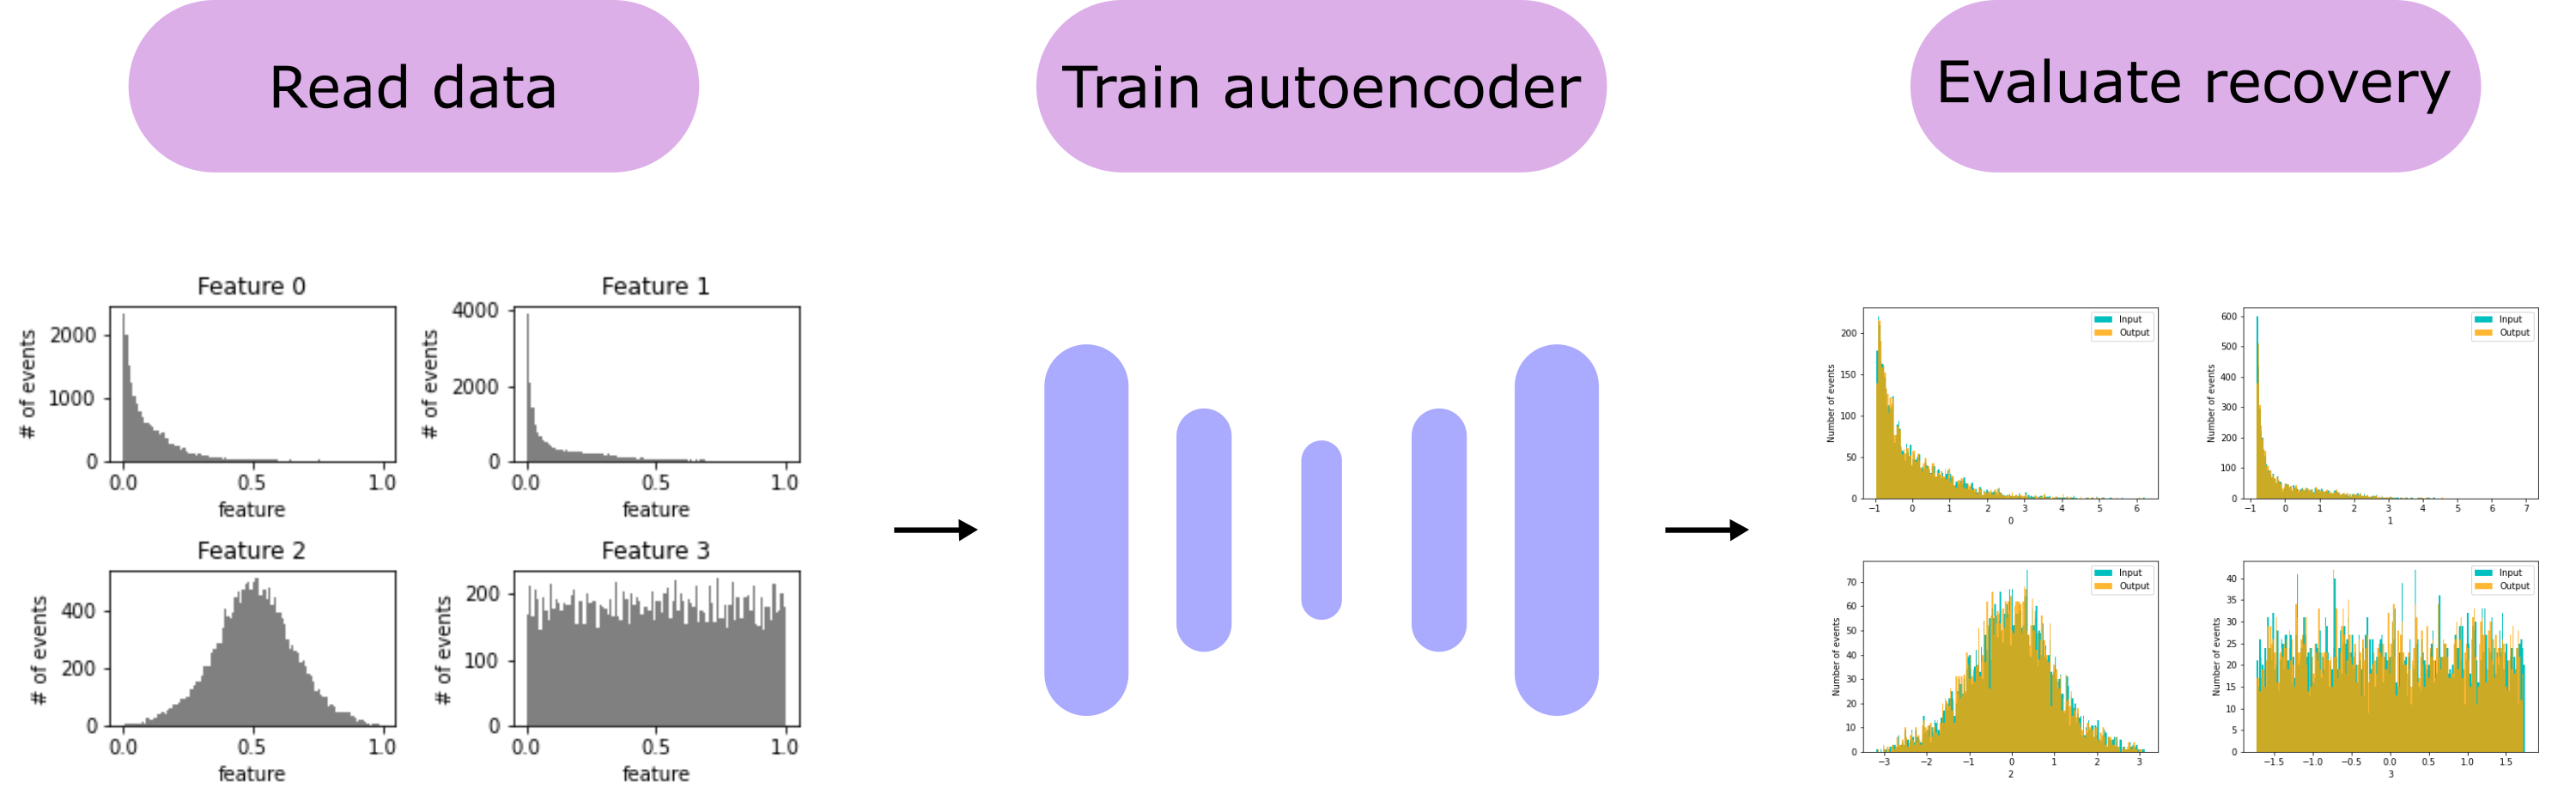 Read data
Train autoencoder
Evaluate recovery
Feature 0
# of events
2000
1000
0
0.0 0.5 1.0
feature
Feature 1
# of events
4000
2000
0
0.0 0.5 1.0
feature
Feature 2
# of events
400
200
0
0.0 0.5 1.0
feature
Feature 3
# of events
200
100
0
0.0 0.5 1.0
feature
Input
Output
Number of events
200
150
100
50
0
−1 0 1 2 3 4 5 6
0
Input
Output
Number of events
600
500
400
300
200
100
0
−1 0 1 2 3 4 5 6 7
1
Input
Output
Number of events
70
60
50
40
30
20
10
0
−3 −2 −1 0 1 2 3
2
Input
Output
Number of events
40
35
30
25
20
15
10
5
0
−1.5 −1.0 −0.5 0.0 0.5 1.0 1.5
3